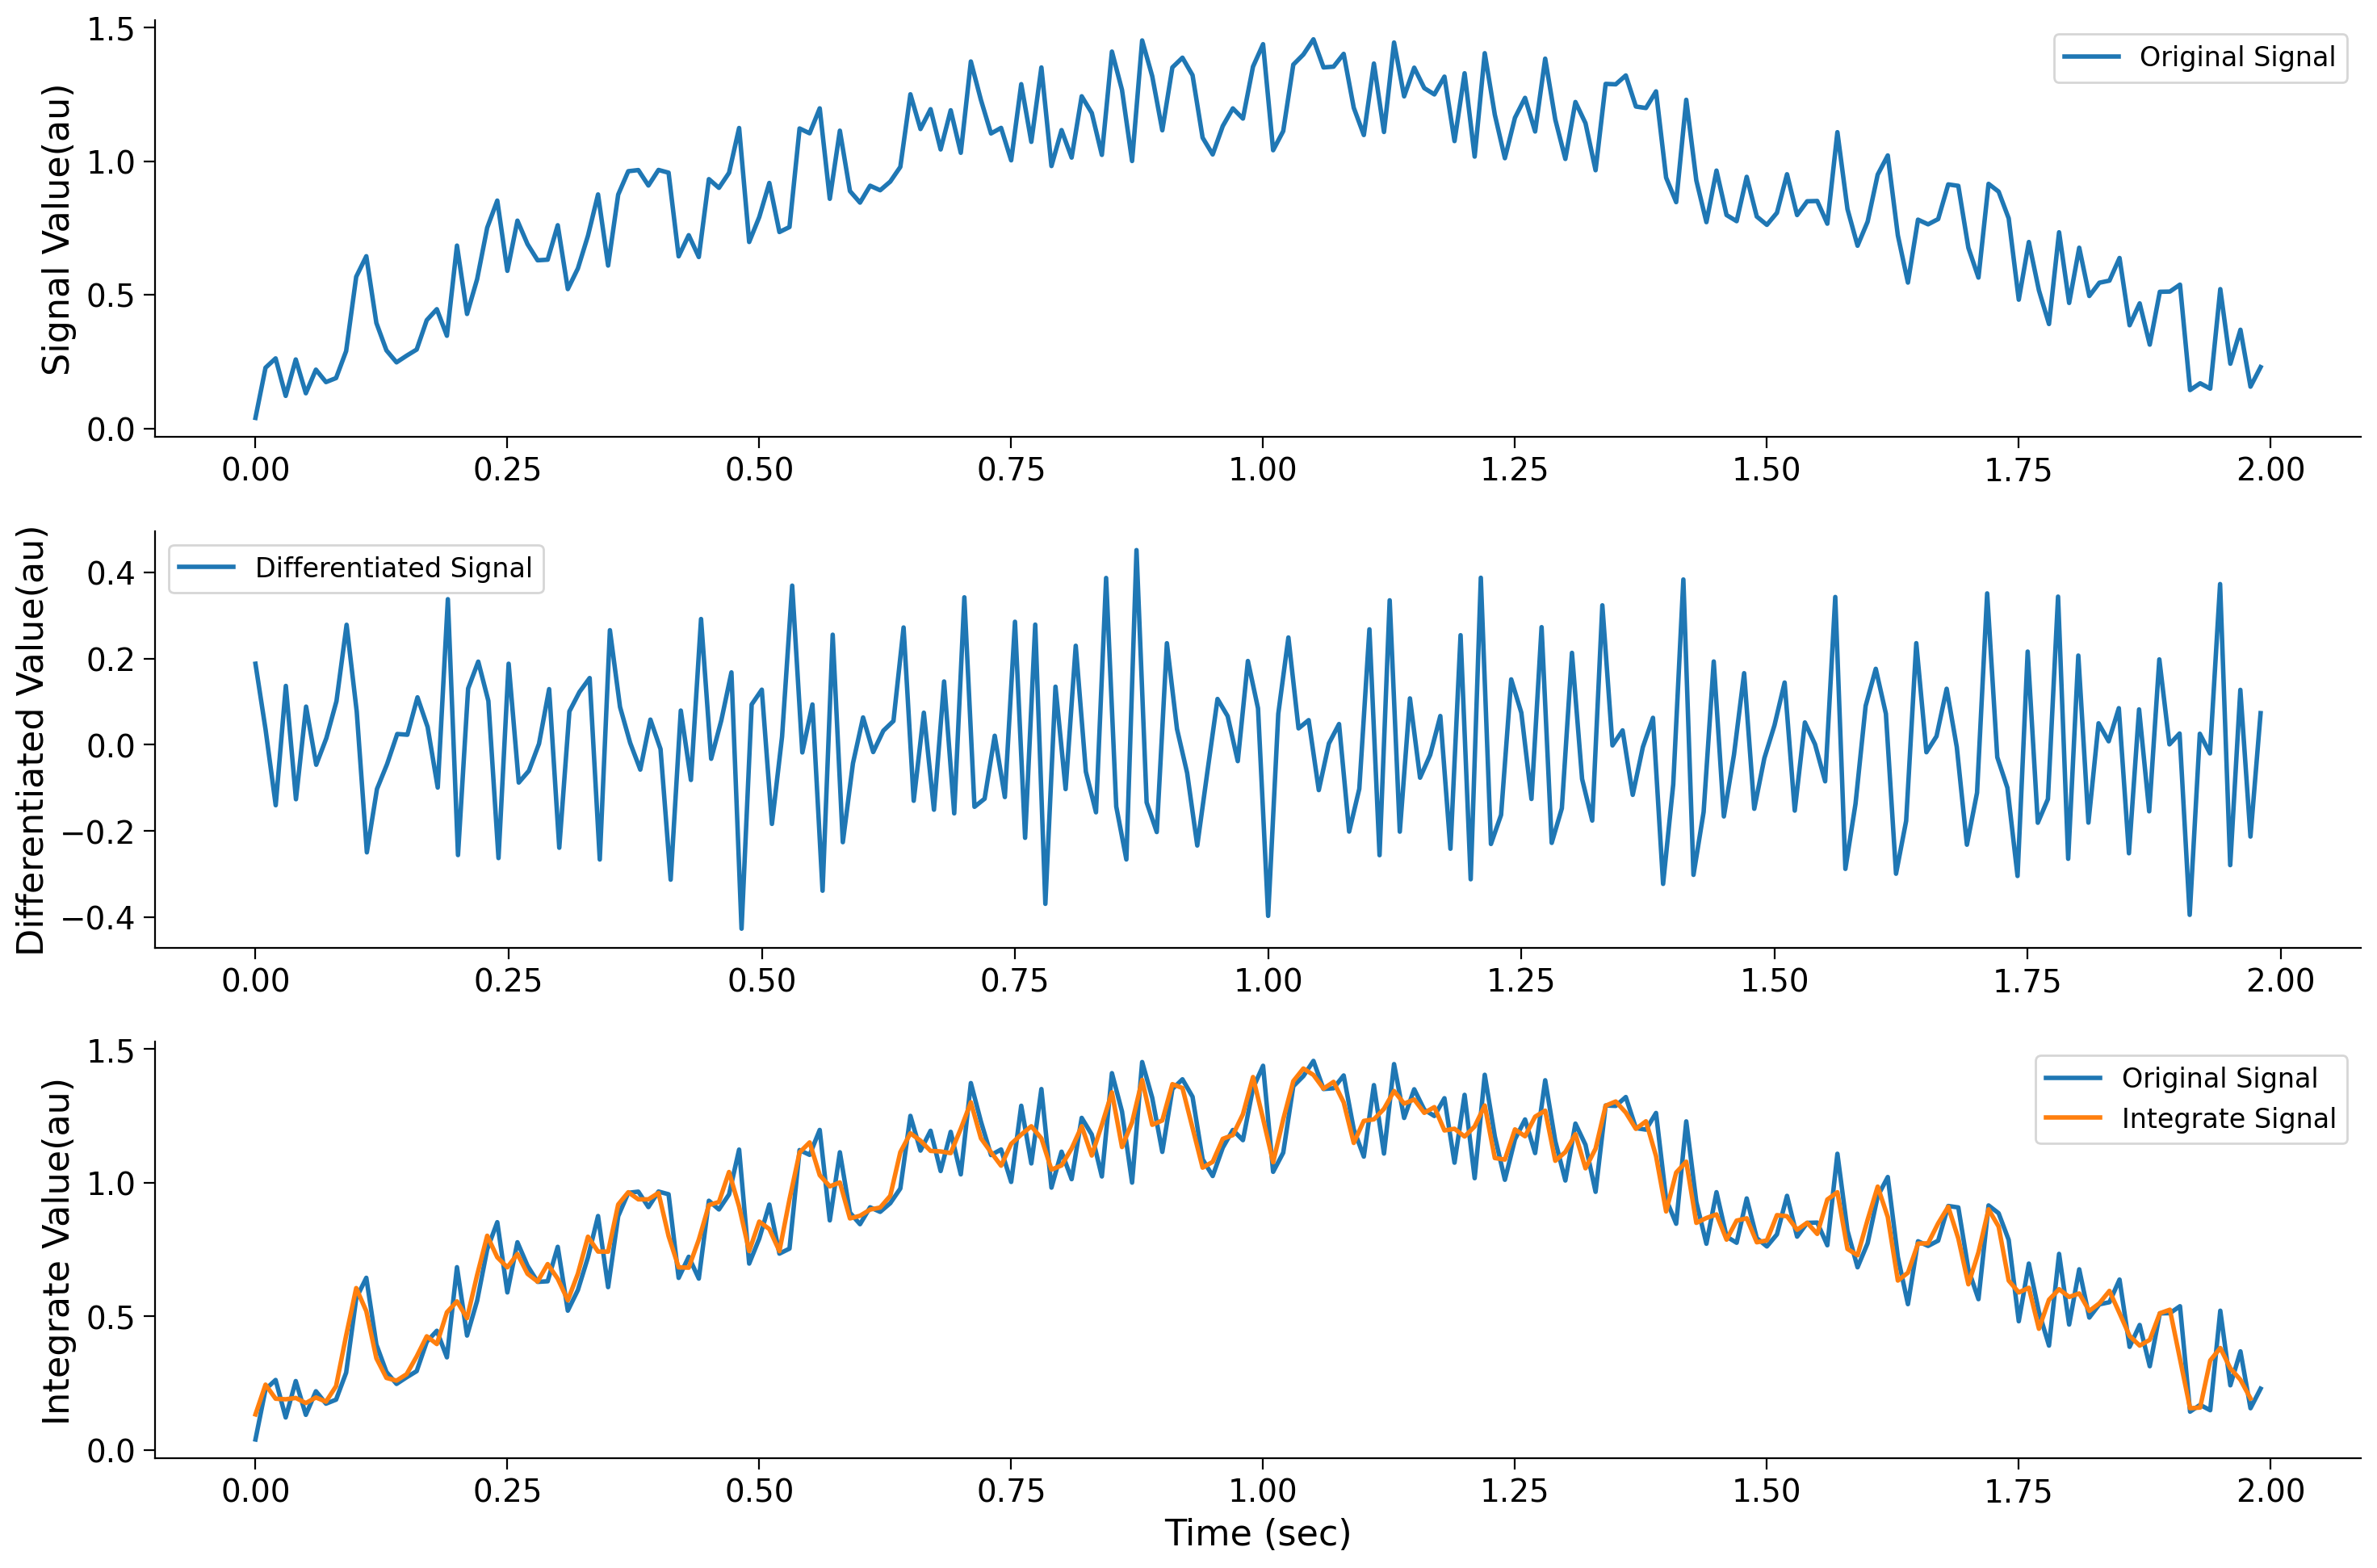 Signal Value(au)
1.5
1.0
0.5
0.0
Original Signal
0.00 0.25 0.50 0.75 1.00 1.25 1.50 1.75 2.00
Differentiated Value(au)
0.4
0.2
0.0
−0.2
−0.4
Differentiated Signal
0.00 0.25 0.50 0.75 1.00 1.25 1.50 1.75 2.00
Integrate Value(au)
1.5
1.0
0.5
0.0
Original Signal
Integrate Signal
0.00 0.25 0.50 0.75 1.00 1.25 1.50 1.75 2.00
Time (sec)